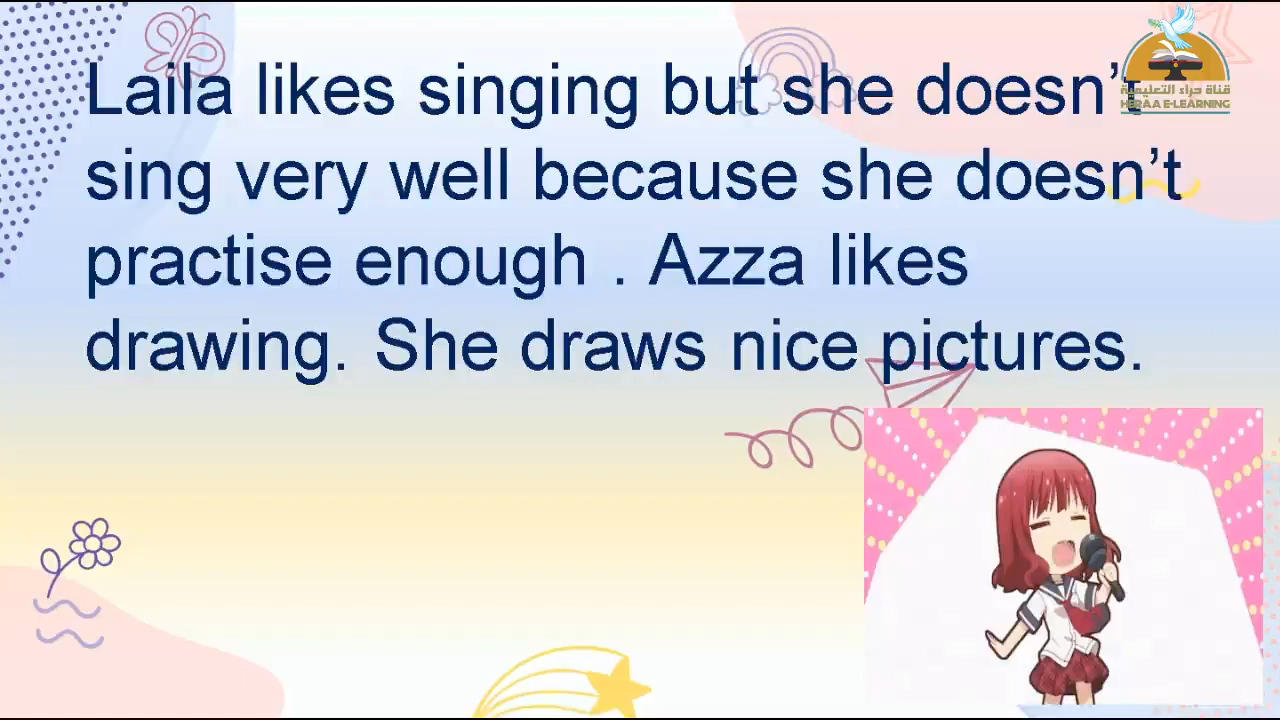 Laila likes singing but she doesn't
sing very well because she doesn't
practise enough . Azza likes
drawing. She draws nice pictures.
قناة حراء التعليمية
HERAA E-LEARNING